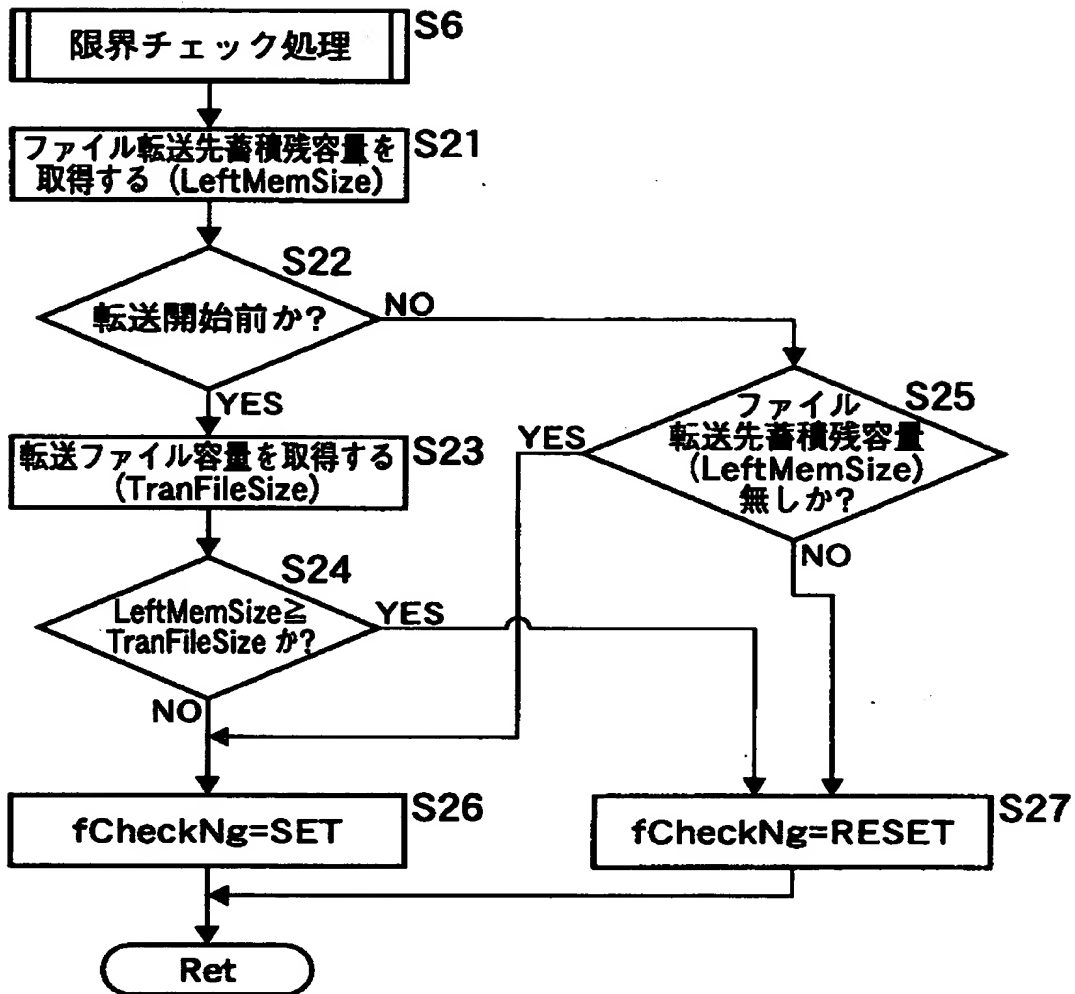 限界チェック処理
S6
ファイル転送先蓄積残容量を
取得する (LeftMemSize)
S21
S22
転送開始前か?
NO
YES
S25
ファイル
転送先蓄積残容量
(LeftMemSize)
無しか?
YES
NO
転送ファイル容量を取得する
(TranFileSize)
S23
S24
LeftMemSize≧
TranFileSize か?
YES
NO
fCheckNg=SET
S26
fCheckNg=RESET
S27
Ret